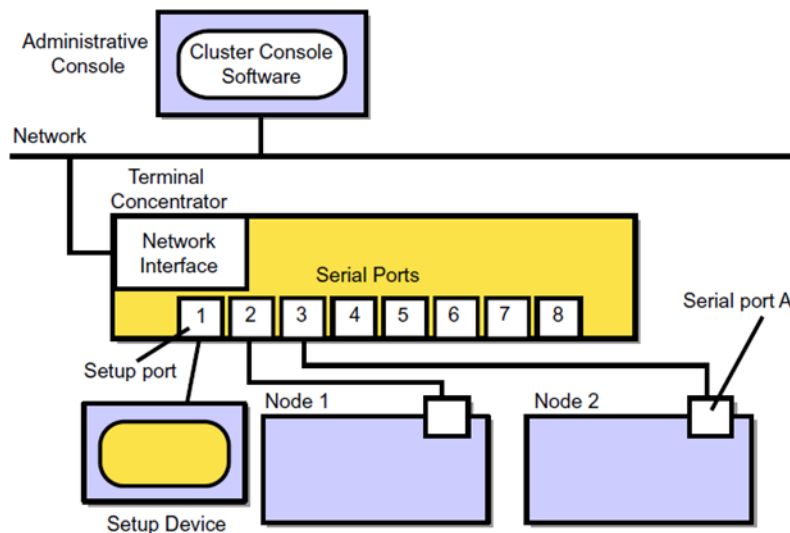 Administrative
Console
Cluster Console
Software
Network
Terminal
Concentrator
Network
Interface
Serial Ports
1 2 3 4 5 6 7 8
Serial port A
Setup port
Node 1
Node 2
Setup Device